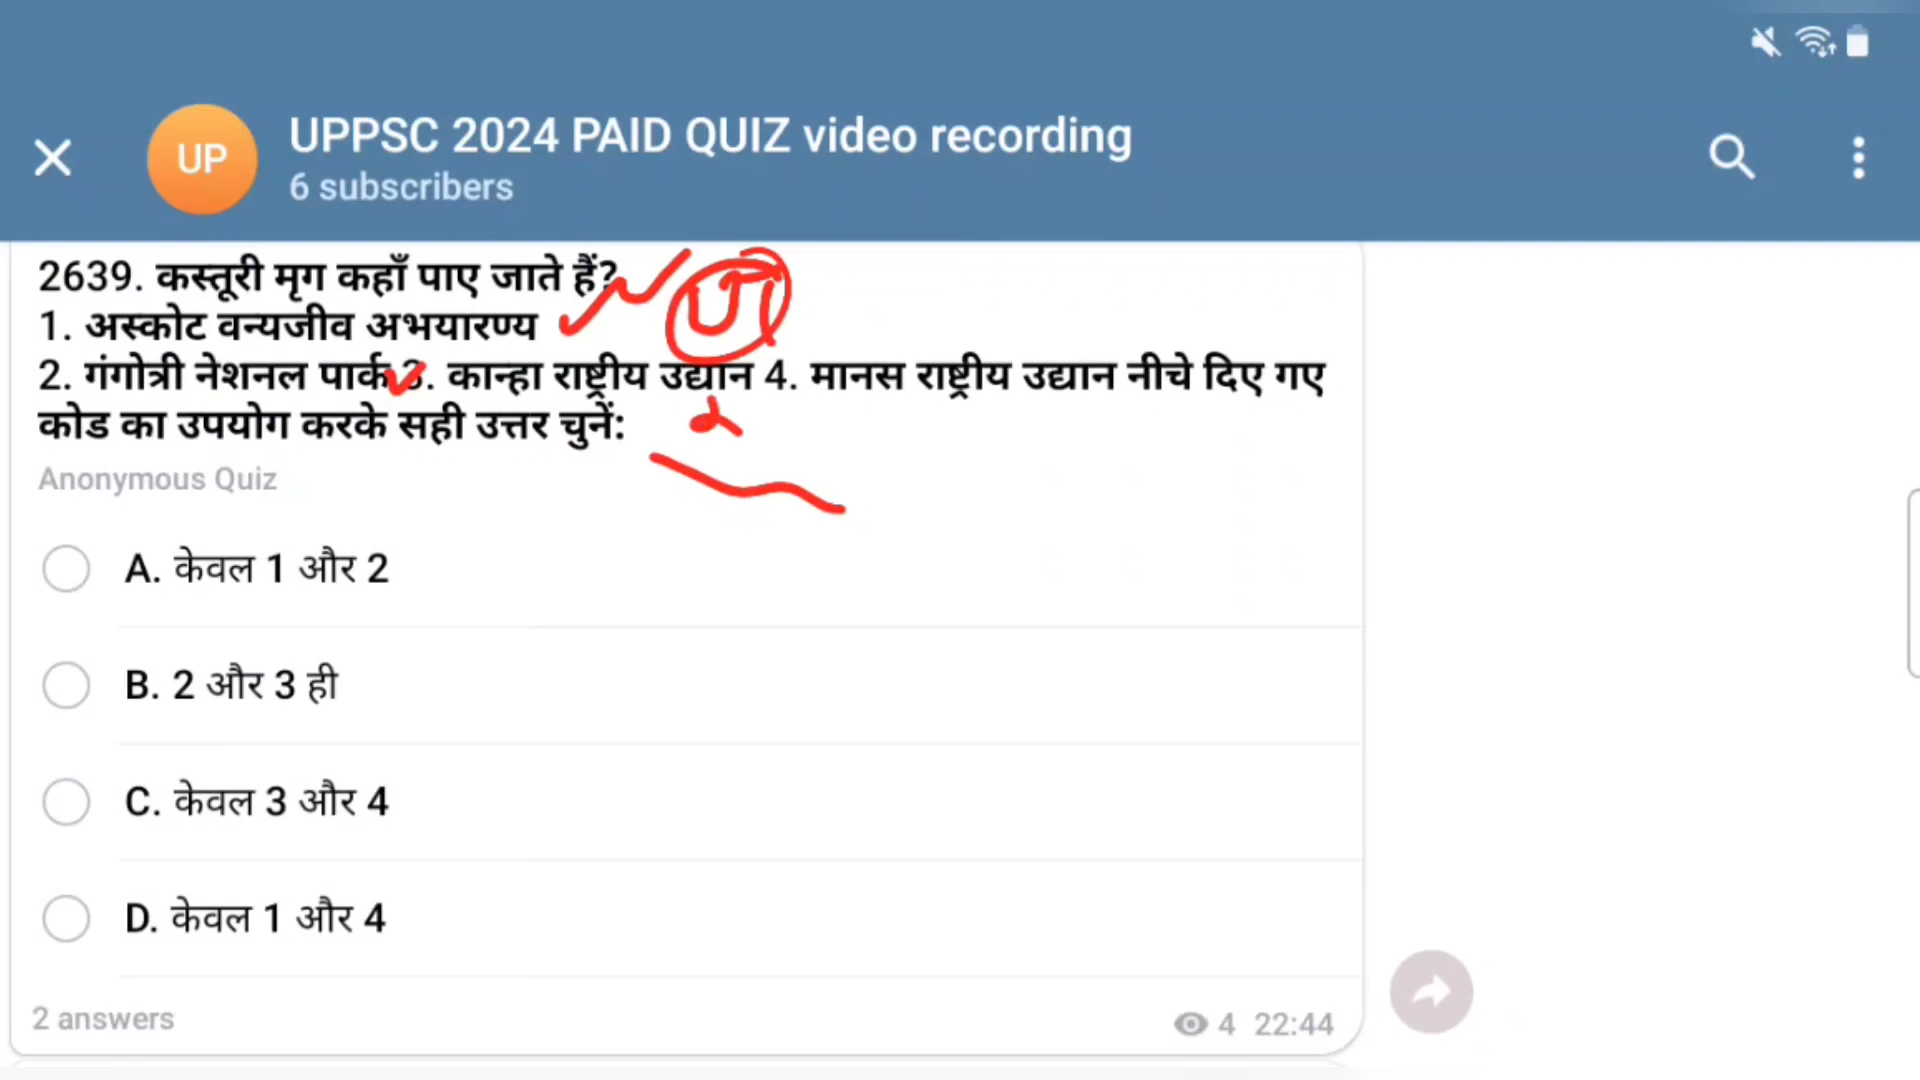 UP
UPPSC 2024 PAID QUIZ video recording
6 subscribers
2639. कस्तूरी मृग कहाँ पाए जाते हैं?
1. अस्कोट वन्यजीव अभयारण्य
2. गंगोत्री नेशनल पार्क 3. कान्हा राष्ट्रीय उद्यान 4. मानस राष्ट्रीय उद्यान नीचे दिए गए
कोड का उपयोग करके सही उत्तर चुनें:
Anonymous Quiz
A. केवल 1 और 2
B. 2 और 3 ही
C. केवल 3 और 4
D. केवल 1 और 4
2 answers
4 22:44